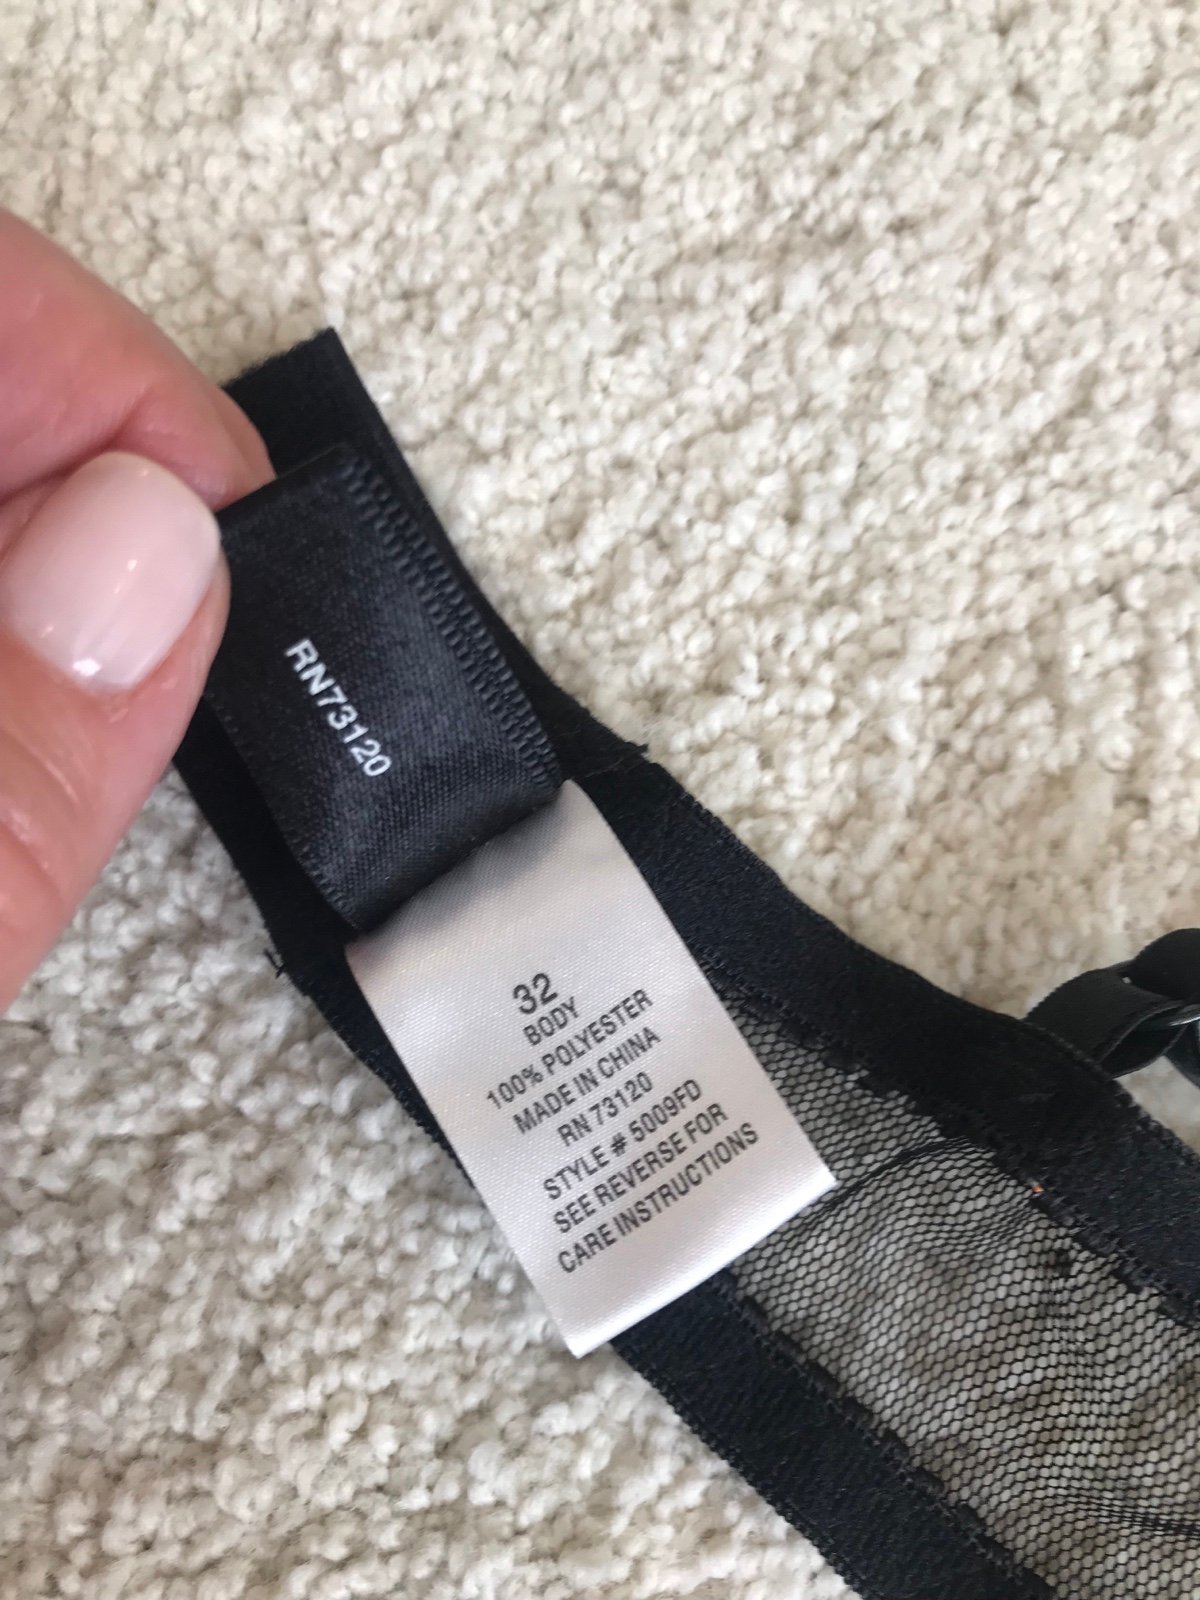 RN73120
32
BODY
100% POLYESTER
MADE IN CHINA
RN 73120
STYLE # 5009FD
SEE REVERSE FOR
CARE INSTRUCTIONS